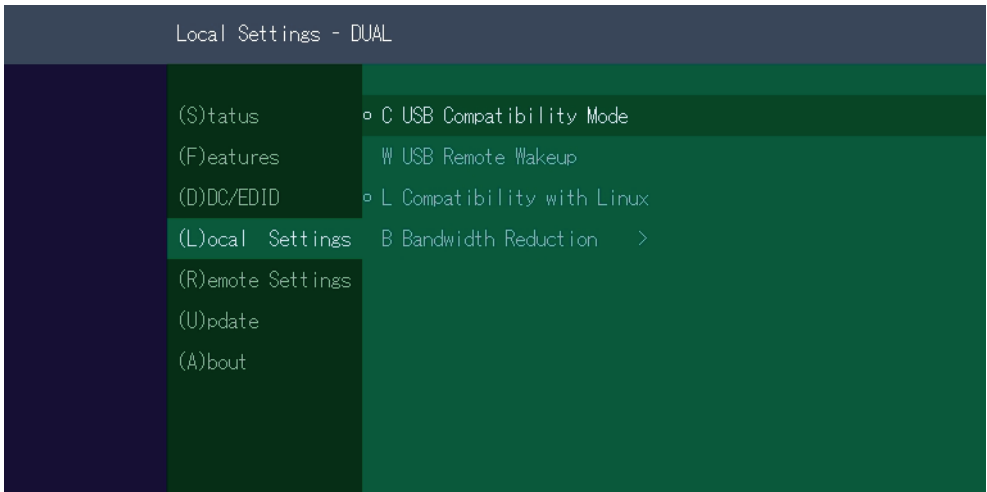 Local Settings - DUAL
(S)tatus
(F)eatures
(D)DC/EDID
(L)ocal Settings
(R)emote Settings
(U)pdate
(A)bout
C USB Compatibility Mode
W USB Remote Wakeup
L Compatibility with Linux
B Bandwidth Reduction >